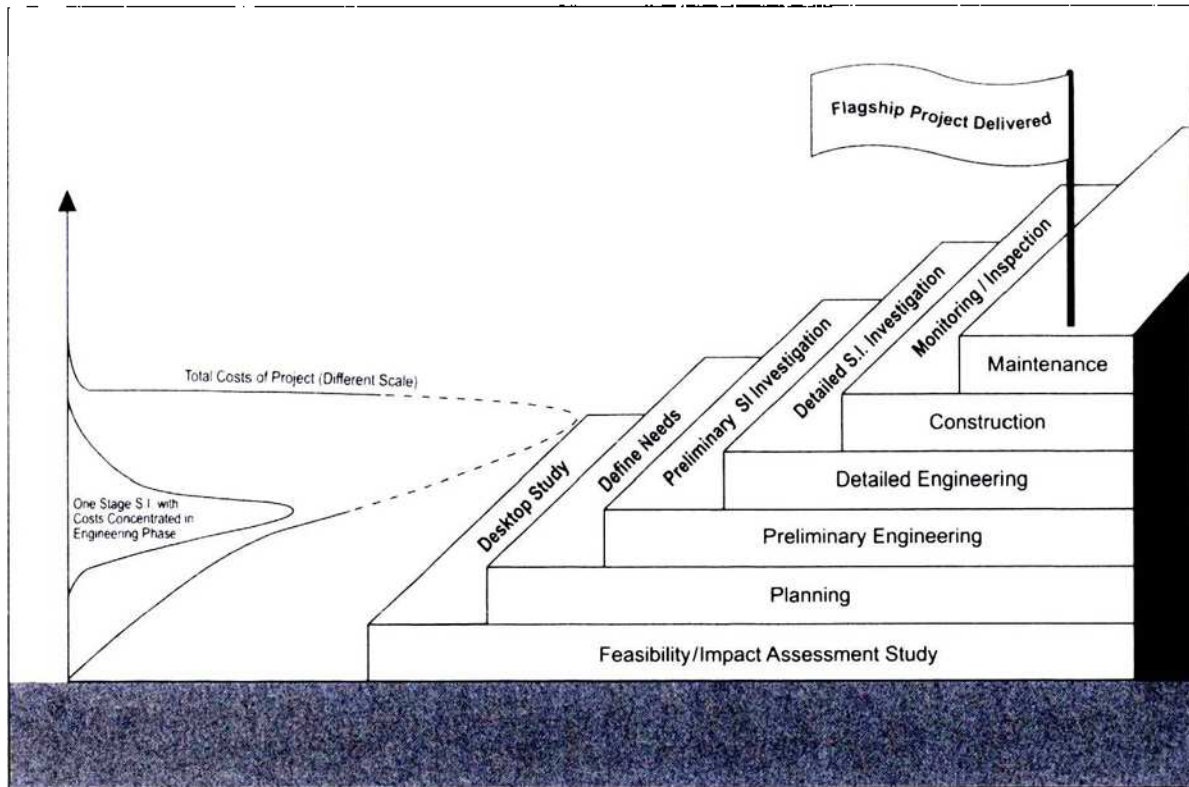 Flagship Project Delivered
Total Costs of Project (Different Scale)
One Stage S.I. with
Costs Concentrated in
Engineering Phase
Desktop Study
Define Needs
Preliminary SI Investigation
Detailed S.I. Investigation
Monitoring / Inspection
Maintenance
Construction
Detailed Engineering
Preliminary Engineering
Planning
Feasibility/Impact Assessment Study